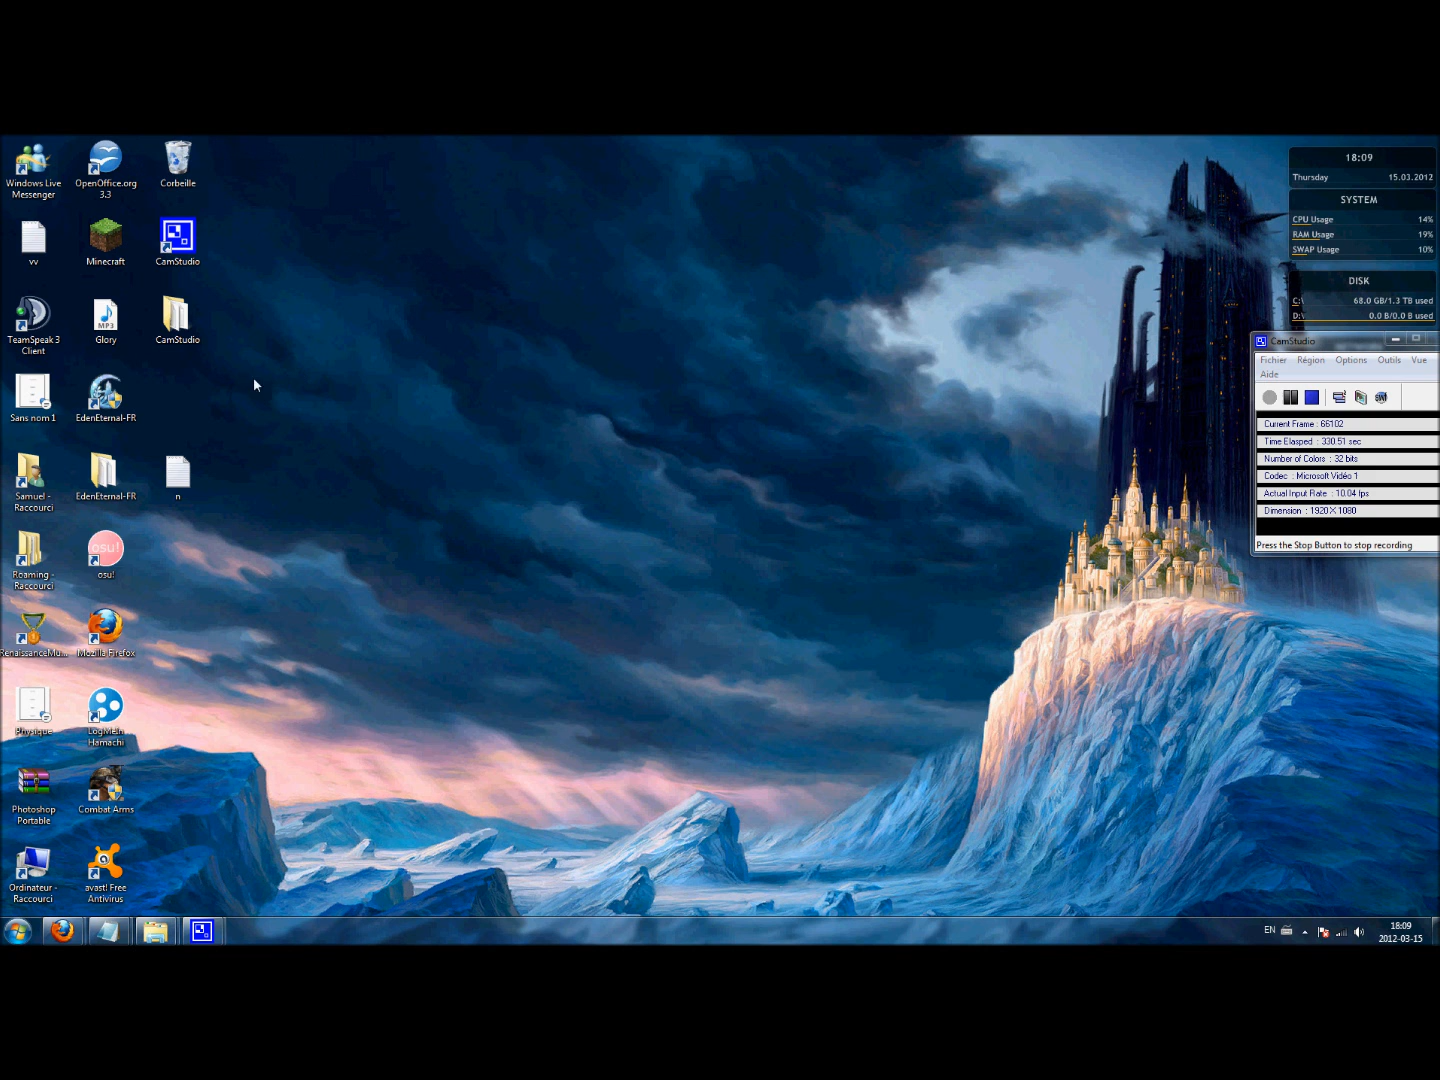 Windows Live
Messenger
OpenOffice.org
3.3
Corbeille
vv
Minecraft
CamStudio
TeamSpeak 3
Client
MP3
Glory
CamStudio
Sans nom 1
EdenEternal-FR
Samuel -
Raccourci
EdenEternal-FR
n
Roaming -
Raccourci
osu!
osu!
RenaissanceMu...
Mozilla Firefox
Physique
LogMeIn
Hamachi
Photoshop
Portable
Combat Arms
Ordinateur -
Raccourci
avast! Free
Antivirus
18:09
Thursday 15.03.2012
SYSTEM
CPU Usage 14%
RAM Usage 19%
SWAP Usage 10%
DISK
C:\ 68.0 GB/1.3 TB used
D:\ 0.0 B/0.0 B used
CamStudio
Fichier Région Options Outils Vue
Aide
Current Frame : 66102
Time Elasped : 330.51 sec
Number of Colors : 32 bits
Codec : Microsoft Vidéo 1
Actual Input Rate : 10.04 fps
Dimension : 1920 X 1080
Press the Stop Button to stop recording
EN
18:09
2012-03-15